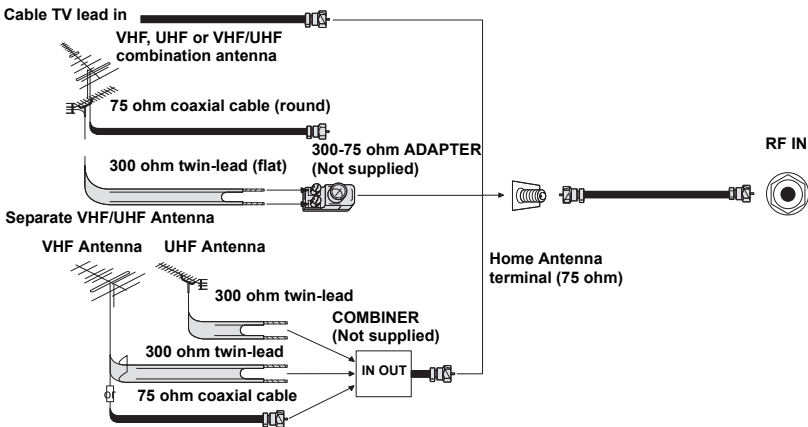 Cable TV lead in
VHF, UHF or VHF/UHF
combination antenna
75 ohm coaxial cable (round)
300-75 ohm ADAPTER
(Not supplied)
RF IN
300 ohm twin-lead (flat)
Separate VHF/UHF Antenna
VHF Antenna
UHF Antenna
Home Antenna
terminal (75 ohm)
300 ohm twin-lead
COMBINER
(Not supplied)
300 ohm twin-lead
IN OUT
or
75 ohm coaxial cable